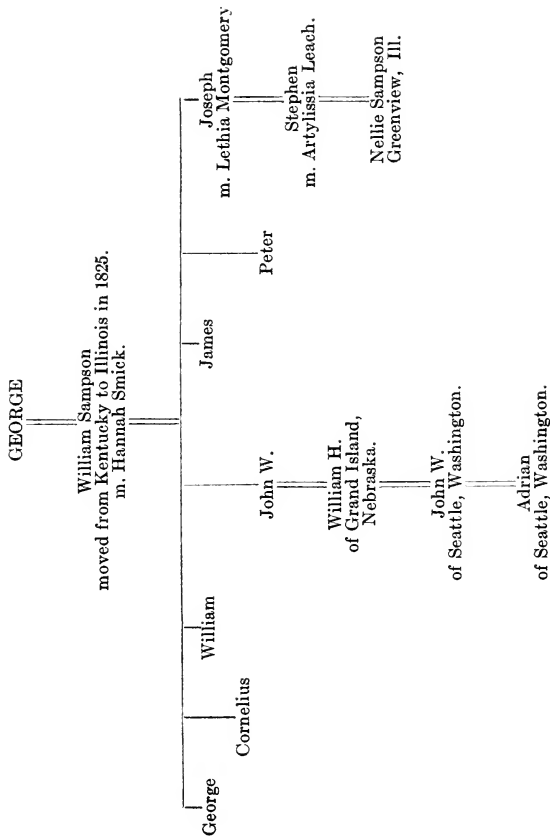 GEORGE
William Sampson
moved from Kentucky to Illinois in 1825.
m. Hannah Smick.
George
Cornelius
William
John W.
William H.
of Grand Island,
Nebraska.
John W.
of Seattle, Washington.
Adrian
of Seattle, Washington.
James
Peter
Joseph
m. Lethia Montgomery
Stephen
m. Artylissia Leach.
Nellie Sampson
Greenview, Ill.